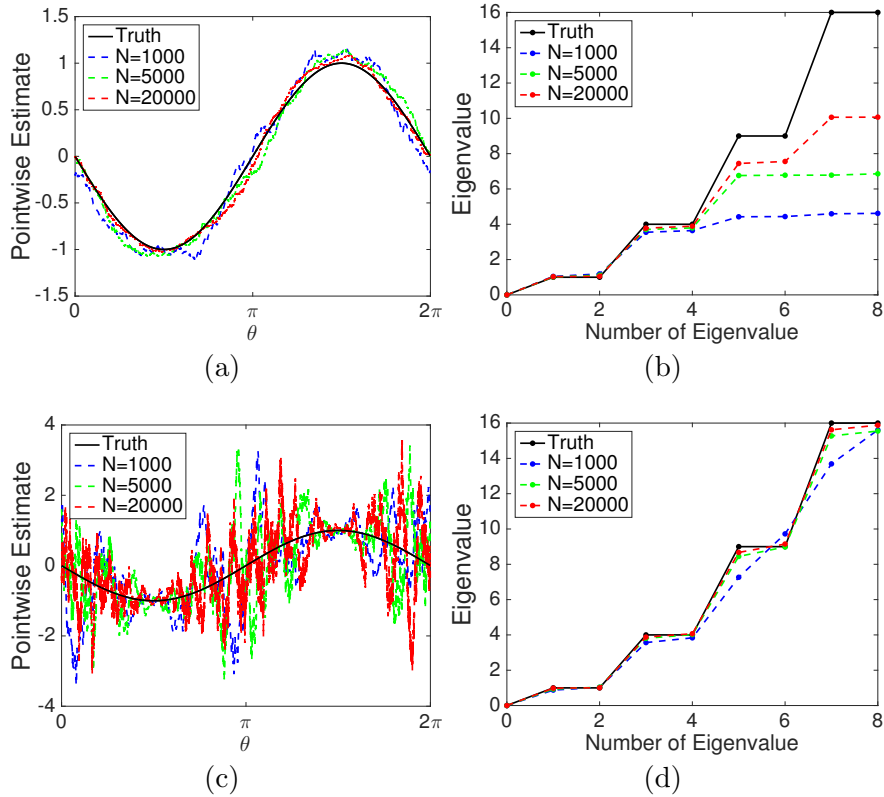 1.5
1
0.5
0
-0.5
-1
-1.5
Pointwise Estimate
Truth
N=1000
N=5000
N=20000
0
π
2π
θ
(a)
16
14
12
10
8
6
4
2
0
Eigenvalue
Truth
N=1000
N=5000
N=20000
0
2
4
6
8
Number of Eigenvalue
(b)
4
2
0
-2
-4
Pointwise Estimate
Truth
N=1000
N=5000
N=20000
0
π
2π
θ
(c)
16
14
12
10
8
6
4
2
0
Eigenvalue
Truth
N=1000
N=5000
N=20000
0
2
4
6
8
Number of Eigenvalue
(d)